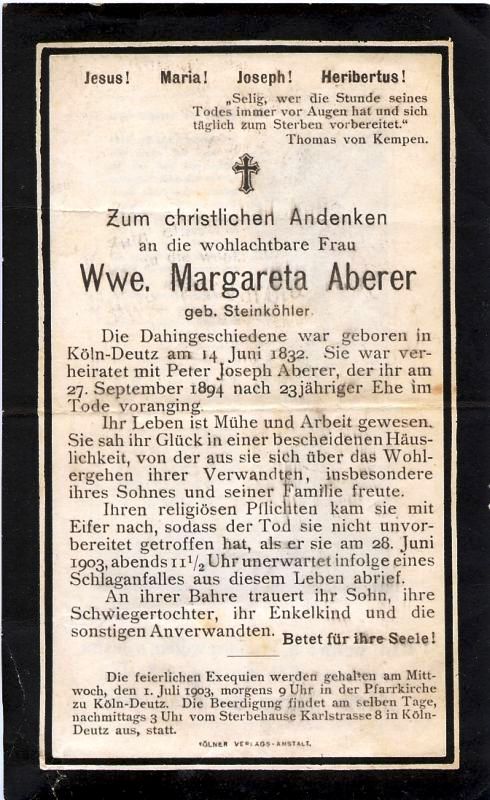 Jesus! Maria! Joseph! Heribertus!
„Selig, wer die Stunde seines
Todes immer vor Augen hat und sich
täglich zum Sterben vorbereitet.“
Thomas von Kempen.
Zum christlichen Andenken
an die wohlachtbare Frau
Wwe. Margareta Aberer
geb. Steinköhler.
Die Dahingeschiedene war geboren in
Köln-Deutz am 14 Juni 1832. Sie war ver-
heiratet mit Peter Joseph Aberer, der ihr am
27. September 1894 nach 23jähriger Ehe im
Tode voranging.
Ihr Leben ist Mühe und Arbeit gewesen.
Sie sah ihr Glück in einer bescheidenen Häus-
lichkeit, von der aus sie sich über das Wohl-
ergehen ihrer Verwandten, insbesondere
ihres Sohnes und seiner Familie freute.
Ihren religiösen Pflichten kam sie mit
Eifer nach, sodass der Tod sie nicht unvor-
bereitet getroffen hat, als er sie am 28. Juni
1903, abends 11½ Uhr unerwartet infolge eines
Schlaganfalles aus diesem Leben abrief.
An ihrer Bahre trauert ihr Sohn, ihre
Schwiegertochter, ihr Enkelkind und die
sonstigen Anverwandten. Betet für ihre Seele!
Die feierlichen Exequien werden gehalten am Mitt-
woch, den 1. Juli 1903, morgens 9 Uhr in der Pfarrkirche
zu Köln-Deutz. Die Beerdigung findet am selben Tage,
nachmittags 3 Uhr vom Sterbehause Karlstrasse 8 in Köln-
Deutz aus, statt.
KÖLNER VERLAGS-ANSTALT.